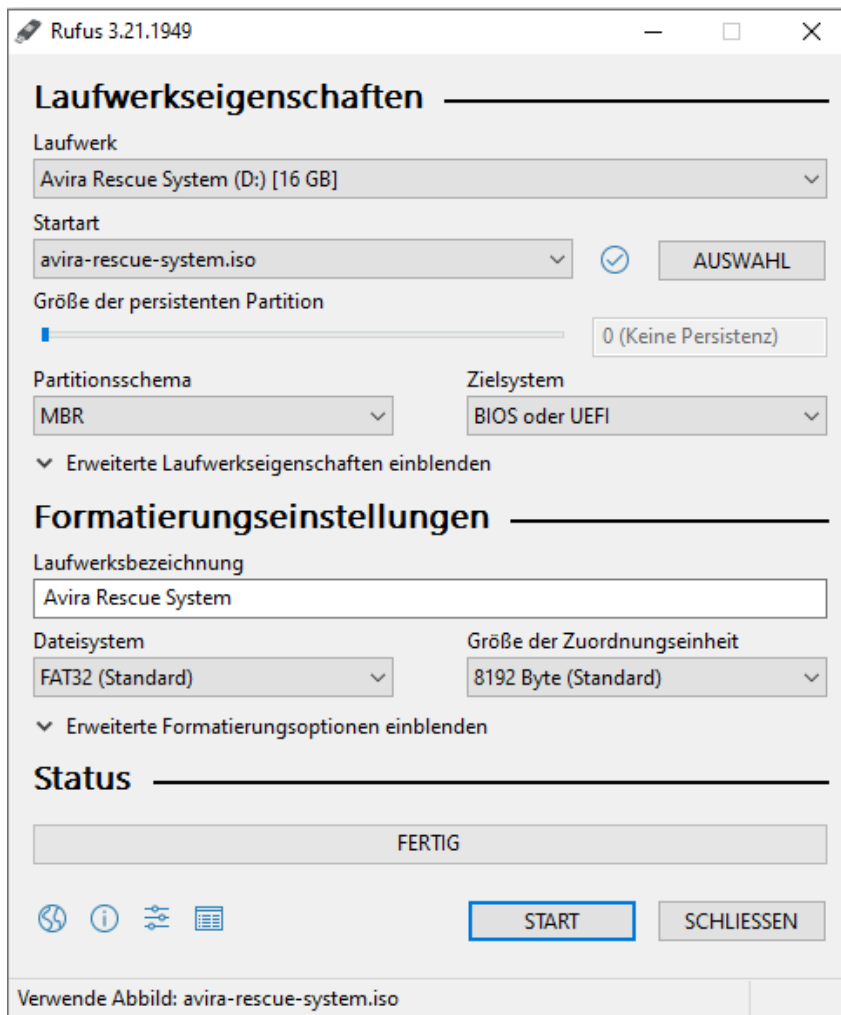 Rufus 3.21.1949
Laufwerkseigenschaften
Laufwerk
Avira Rescue System (D:) [16 GB]
Startart
avira-rescue-system.iso
AUSWAHL
Größe der persistenten Partition
0 (Keine Persistenz)
Partitionsschema
Zielsystem
MBR
BIOS oder UEFI
Erweiterte Laufwerkseigenschaften einblenden
Formatierungseinstellungen
Laufwerksbezeichnung
Avira Rescue System
Dateisystem
Größe der Zuordnungseinheit
FAT32 (Standard)
8192 Byte (Standard)
Erweiterte Formatierungsoptionen einblenden
Status
FERTIG
START
SCHLIESSEN
Verwende Abbild: avira-rescue-system.iso